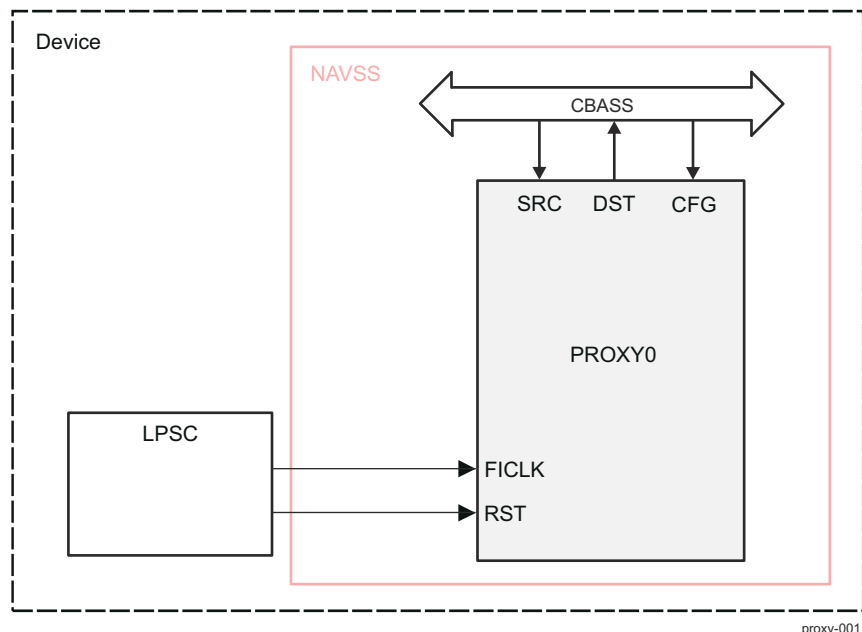 Device
NAVSS
CBASS
SRC DST CFG
PROXY0
LPSC
FICLK
RST
proxy-001